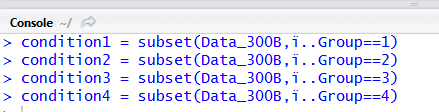 Console ~/
> condition1 = subset(Data_300B,ï..Group==1)
> condition2 = subset(Data_300B,ï..Group==2)
> condition3 = subset(Data_300B,ï..Group==3)
> condition4 = subset(Data_300B,ï..Group==4)